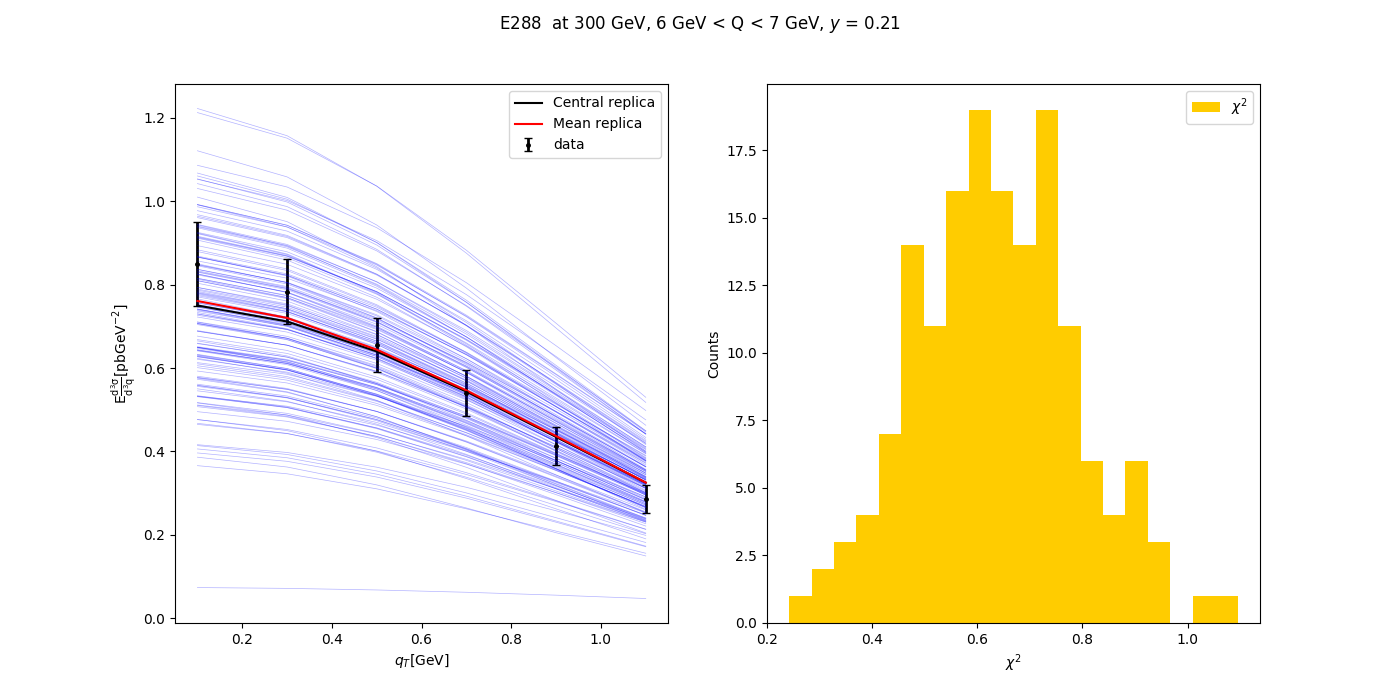 E288 at 300 GeV, 6 GeV < Q < 7 GeV, y = 0.21
Central replica
Mean replica
data
1.2
1.0
0.8
0.6
0.4
0.2
0.0
E d³σ/d³q [pbGeV⁻²]
0.2 0.4 0.6 0.8 1.0
q_T[GeV]
χ²
17.5
15.0
12.5
10.0
7.5
5.0
2.5
0.0
Counts
0.2 0.4 0.6 0.8 1.0
χ²